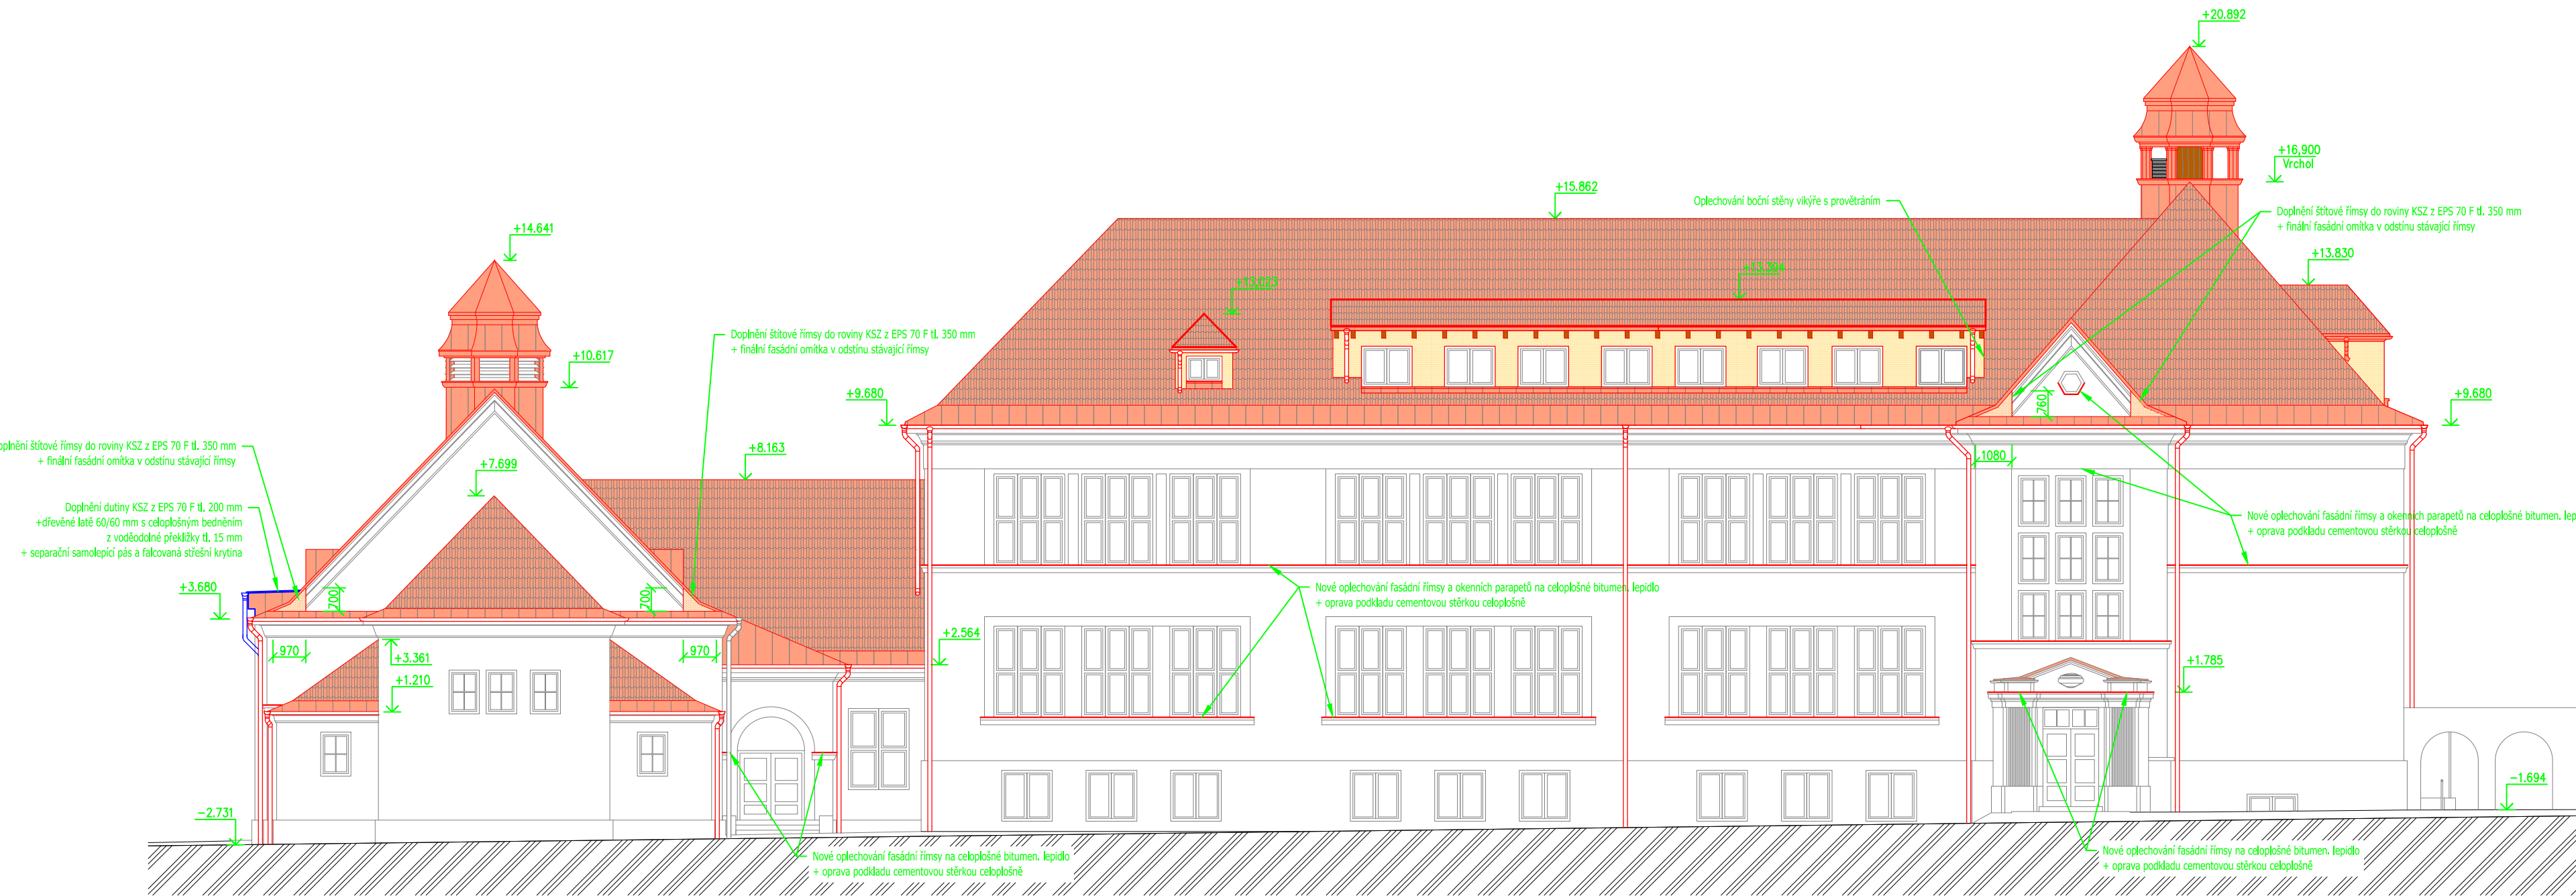 +20.892
+16,900
Vrchol
+15.862
Oplechování boční stěny vikýře s provětráním
Doplnění štítové římsy do roviny KSZ z EPS 70 F tl. 350 mm
+ finální fasádní omítka v odstínu stávající římsy
+14.641
+13.830
+13.023
+13.394
Doplnění štítové římsy do roviny KSZ z EPS 70 F tl. 350 mm
+ finální fasádní omítka v odstínu stávající římsy
+10.617
+9.680
760
+9.680
oplnění štítové římsy do roviny KSZ z EPS 70 F tl. 350 mm
+ finální fasádní omítka v odstínu stávající římsy
+8.163
1080
+7.699
Doplnění dutiny KSZ z EPS 70 F tl. 200 mm
+dřevěné latě 60/60 mm s celoplošným bedněním
z voděodolné překližky tl. 15 mm
+ separační samolepící pás a falcovaná střešní krytina
Nové oplechování fasádní římsy a okenních parapetů na celoplošné bitumen. lep
+ oprava podkladu cementovou stěrkou celoplošně
+3.680
700
700
Nové oplechování fasádní římsy a okenních parapetů na celoplošné bitumen. lepidlo
+ oprava podkladu cementovou stěrkou celoplošně
+2.564
970
970
+3.361
+1.785
+1.210
-1.694
-2.731
Nové oplechování fasádní římsy na celoplošné bitumen. lepidlo
+ oprava podkladu cementovou stěrkou celoplošně
Nové oplechování fasádní římsy na celoplošné bitumen. lepidlo
+ oprava podkladu cementovou stěrkou celoplošně